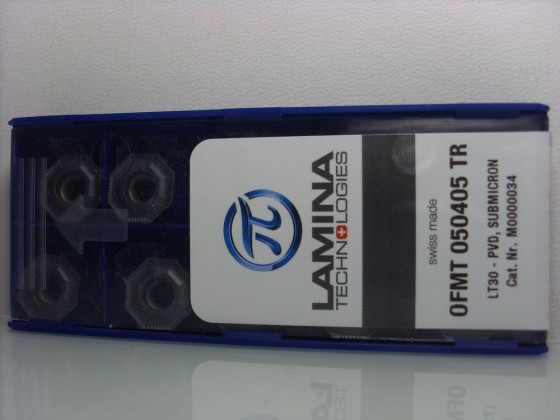 π
LAMINA
TECHNOLOGIES
swiss made
OFMT 050405 TR
LT30 - PVD, SUBMICRON
Cat. Nr. M0000034